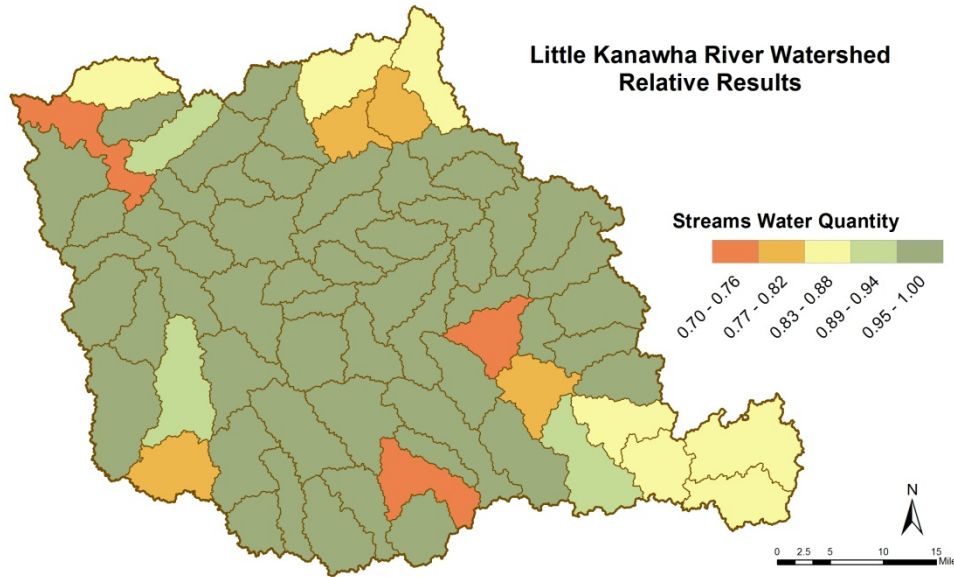 Little Kanawha River Watershed
Relative Results
Streams Water Quantity
0.70 - 0.76
0.77 - 0.82
0.83 - 0.88
0.89 - 0.94
0.95 - 1.00
N
0 2.5 5 10 15
Mile